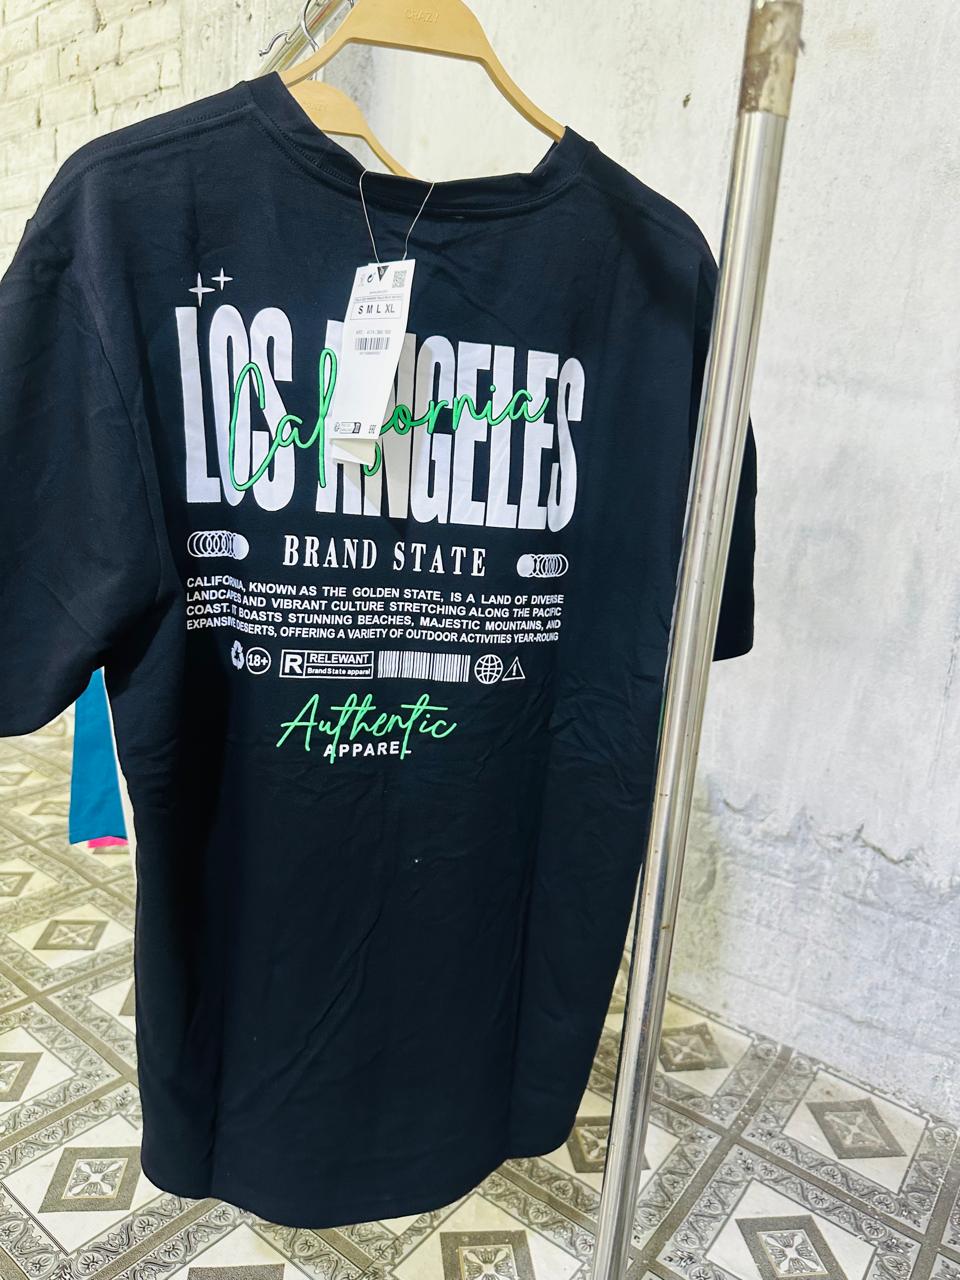 CRAZY
S M L XL
LOS ANGELES
California
BRAND STATE
CALIFORNIA, KNOWN AS THE GOLDEN STATE, IS A LAND OF DIVERSE
LANDCAPES AND VIBRANT CULTURE STRETCHING ALONG THE PACIFIC
COAST. IT BOASTS STUNNING BEACHES, MAJESTIC MOUNTAINS, AND
EXPANSIVE DESERTS, OFFERING A VARIETY OF OUTDOOR ACTIVITIES YEAR-ROUNG
18+
R RELEWANT
BrandState apparel
Authentic
APPAREL